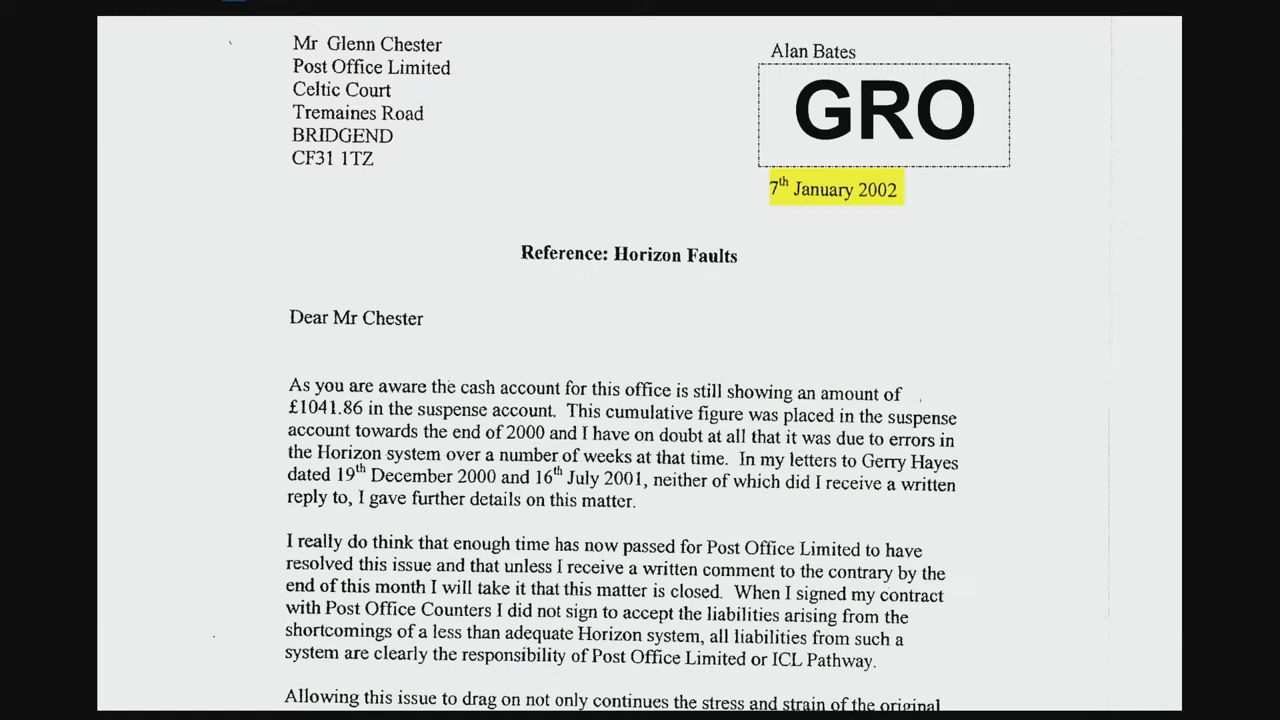 Mr Glenn Chester
Post Office Limited
Celtic Court
Tremaines Road
BRIDGEND
CF31 1TZ
Alan Bates
GRO
7th January 2002
Reference: Horizon Faults
Dear Mr Chester
As you are aware the cash account for this office is still showing an amount of
£1041.86 in the suspense account. This cumulative figure was placed in the suspense
account towards the end of 2000 and I have on doubt at all that it was due to errors in
the Horizon system over a number of weeks at that time. In my letters to Gerry Hayes
dated 19th December 2000 and 16th July 2001, neither of which did I receive a written
reply to, I gave further details on this matter.
I really do think that enough time has now passed for Post Office Limited to have
resolved this issue and that unless I receive a written comment to the contrary by the
end of this month I will take it that this matter is closed. When I signed my contract
with Post Office Counters I did not sign to accept the liabilities arising from the
shortcomings of a less than adequate Horizon system, all liabilities from such a
system are clearly the responsibility of Post Office Limited or ICL Pathway.
Allowing this issue to drag on not only continues the stress and strain of the original